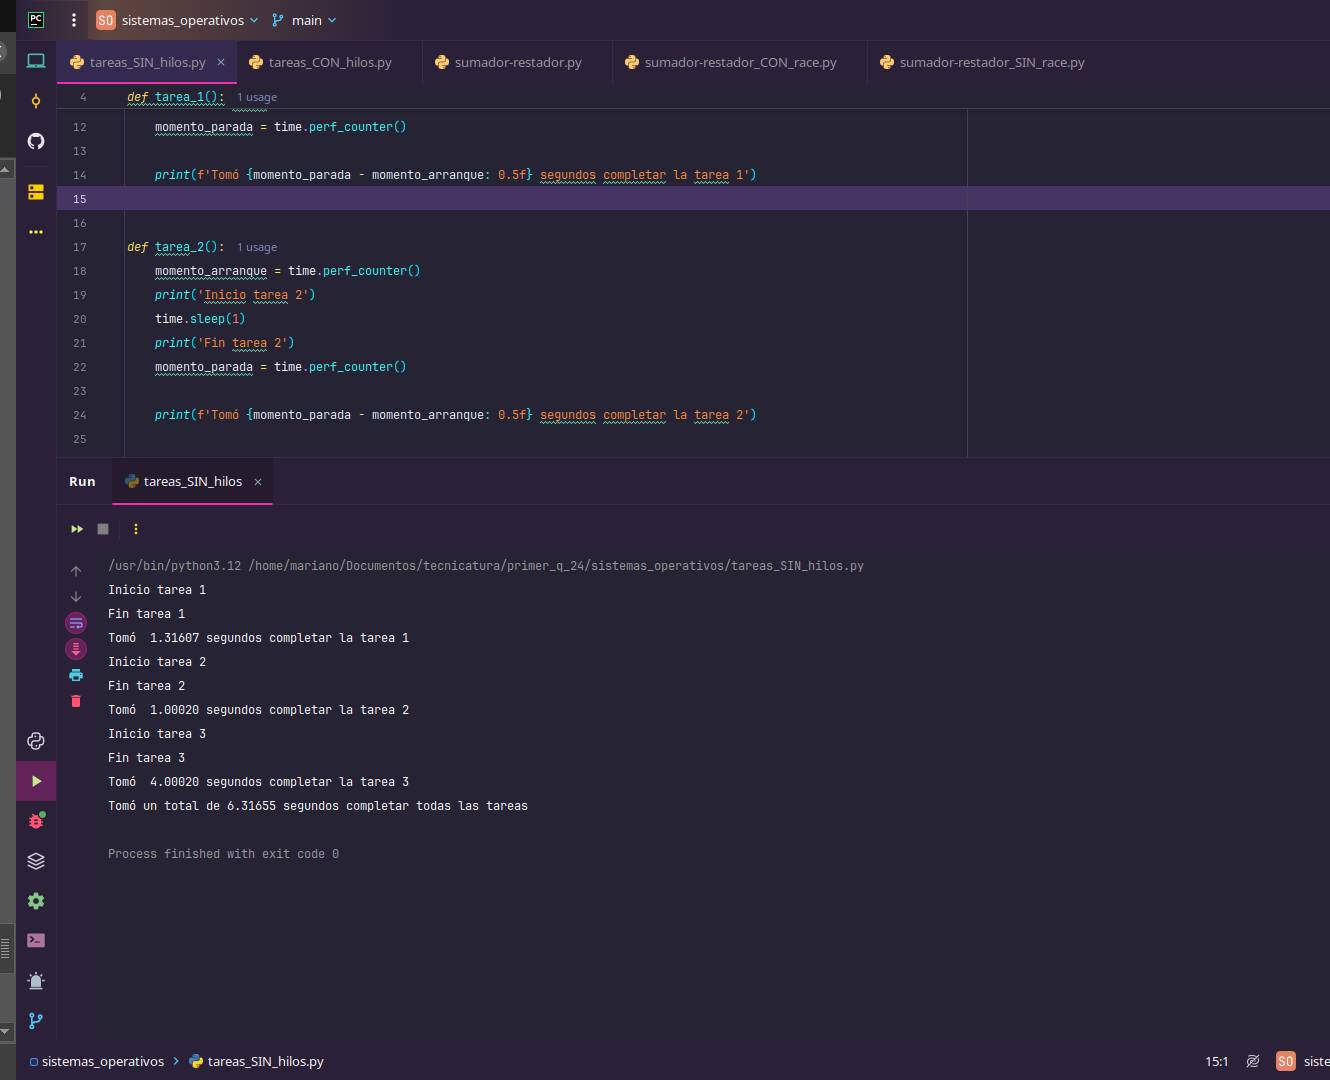 PC SO sistemas_operativos main
tareas_SIN_hilos.py tareas_CON_hilos.py sumador-restador.py sumador-restador_CON_race.py sumador-restador_SIN_race.py
4 def tarea_1(): 1 usage
12 momento_parada = time.perf_counter()
13
14 print(f'Tomó {momento_parada - momento_arranque: 0.5f} segundos completar la tarea 1')
15
16
17 def tarea_2(): 1 usage
18 momento_arranque = time.perf_counter()
19 print('Inicio tarea 2')
20 time.sleep(1)
21 print('Fin tarea 2')
22 momento_parada = time.perf_counter()
23
24 print(f'Tomó {momento_parada - momento_arranque: 0.5f} segundos completar la tarea 2')
25
Run tareas_SIN_hilos
/usr/bin/python3.12 /home/mariano/Documentos/tecnicatura/primer_q_24/sistemas_operativos/tareas_SIN_hilos.py
Inicio tarea 1
Fin tarea 1
Tomó  1.31607 segundos completar la tarea 1
Inicio tarea 2
Fin tarea 2
Tomó  1.00020 segundos completar la tarea 2
Inicio tarea 3
Fin tarea 3
Tomó  4.00020 segundos completar la tarea 3
Tomó un total de 6.31655 segundos completar todas las tareas
Process finished with exit code 0
sistemas_operativos tareas_SIN_hilos.py 15:1 SO siste